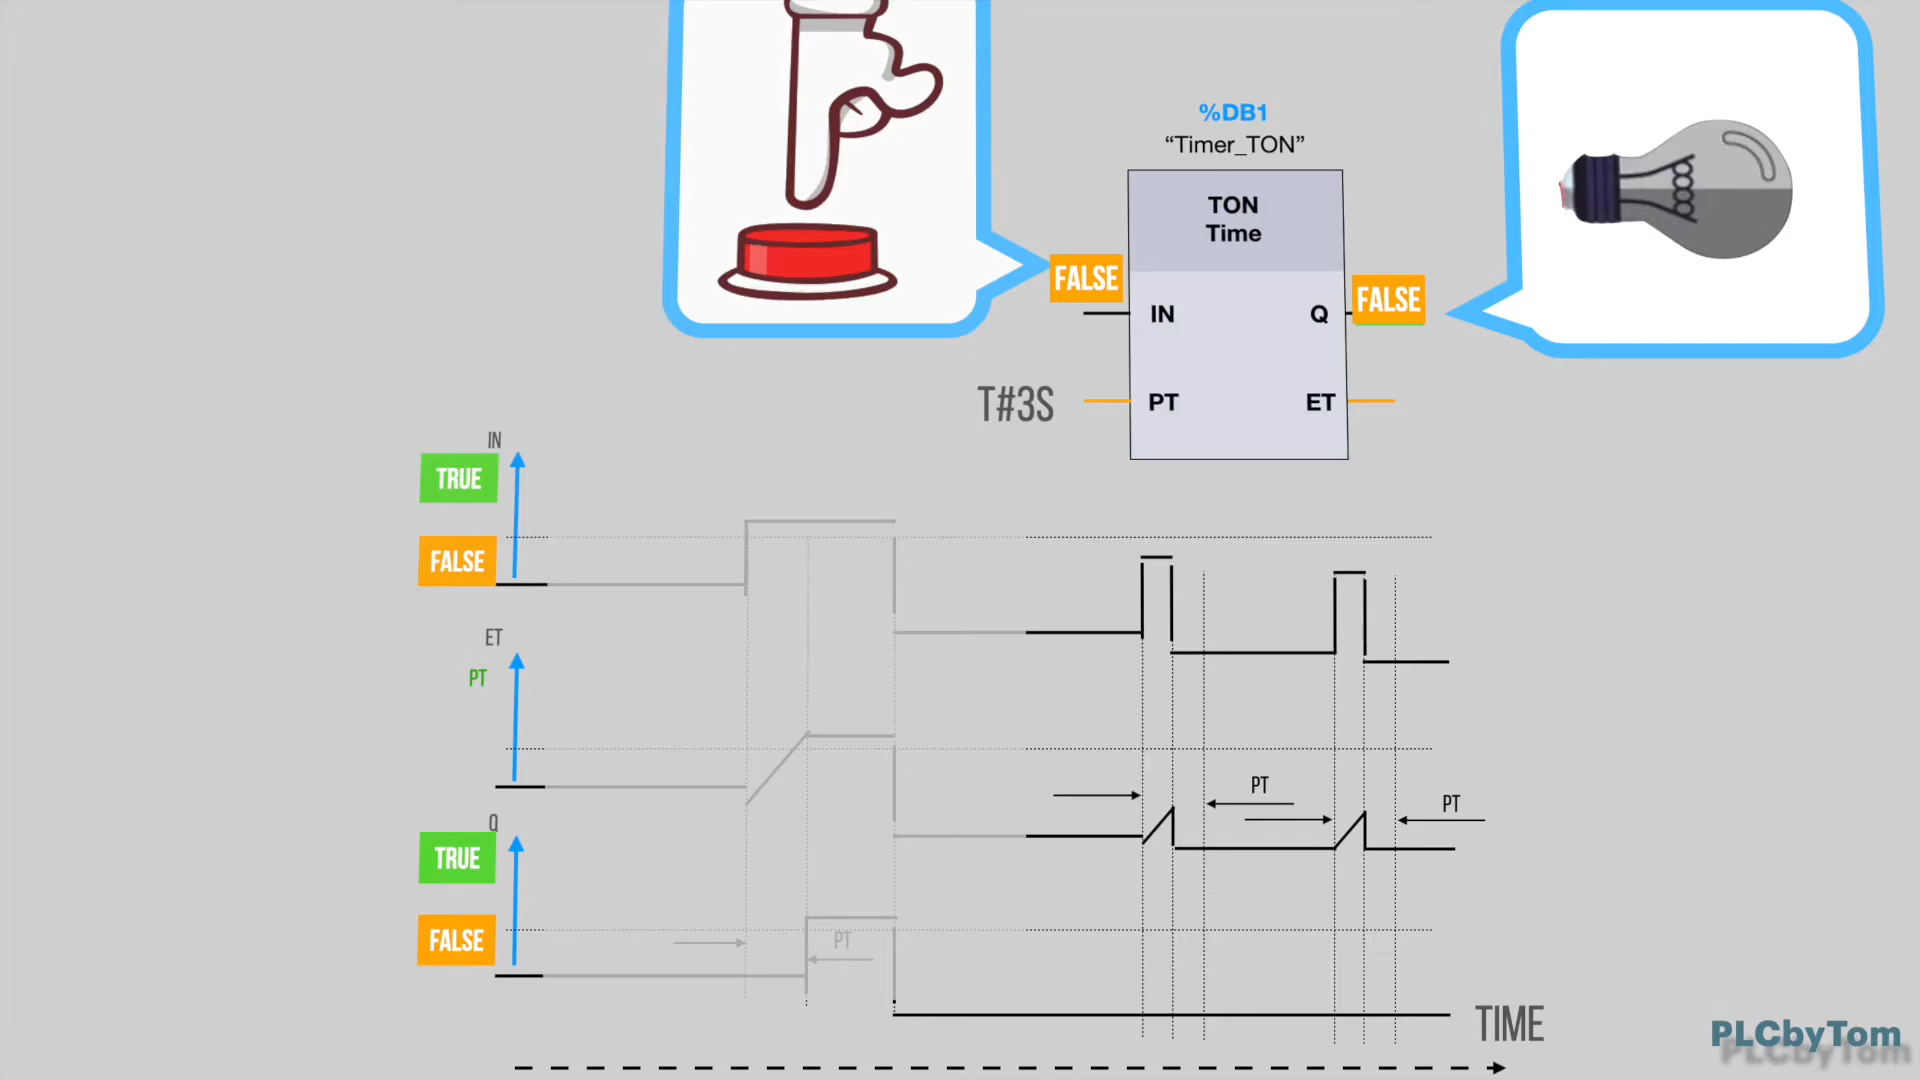 %DB1
“Timer_TON”
TON
Time
FALSE
FALSE
IN
Q
T#3S
PT
ET
IN
TRUE
FALSE
ET
PT
PT
PT
Q
TRUE
FALSE
PT
TIME
PLCbyTom
PLCbyTom